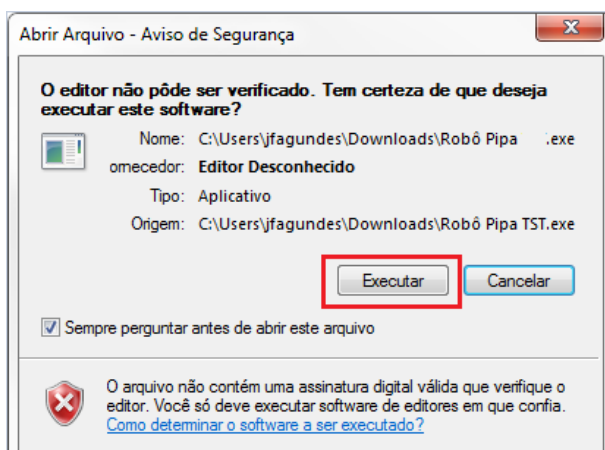 Abrir Arquivo - Aviso de Segurança
O editor não pôde ser verificado. Tem certeza de que deseja
executar este software?
Nome: C:\Users\jfagundes\Downloads\Robô Pipa .exe
ornecedor: Editor Desconhecido
Tipo: Aplicativo
Origem: C:\Users\jfagundes\Downloads\Robô Pipa TST.exe
Executar Cancelar
Sempre perguntar antes de abrir este arquivo
O arquivo não contém uma assinatura digital válida que verifique o
editor. Você só deve executar software de editores em que confia.
Como determinar o software a ser executado?